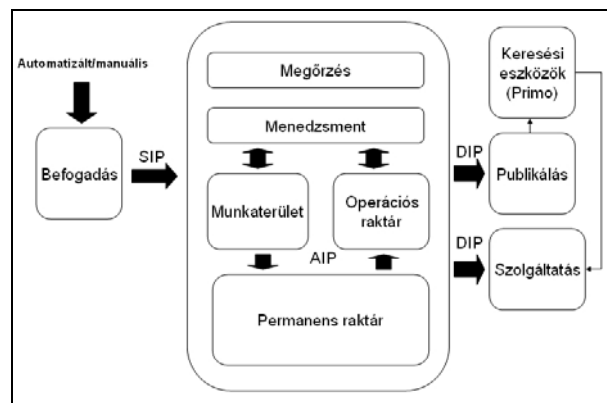 Automatizált/manuális
Befogadás
SIP
Megőrzés
Menedzsment
Munkaterület
Operációs
raktár
AIP
Permanens raktár
DIP
DIP
Keresési
eszközök
(Primo)
Publikálás
Szolgáltatás